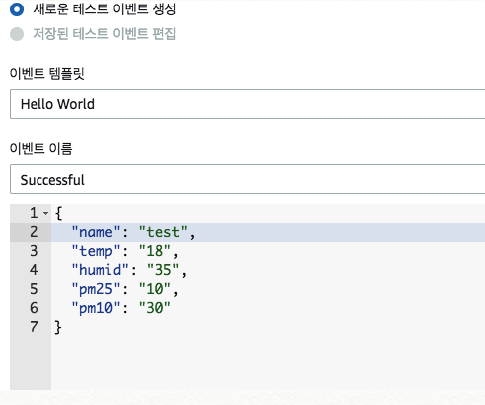 새로운 테스트 이벤트 생성
저장된 테스트 이벤트 편집
이벤트 템플릿
Hello World
이벤트 이름
Successful
1 {
2 "name": "test",
3 "temp": "18",
4 "humid": "35",
5 "pm25": "10",
6 "pm10": "30"
7 }